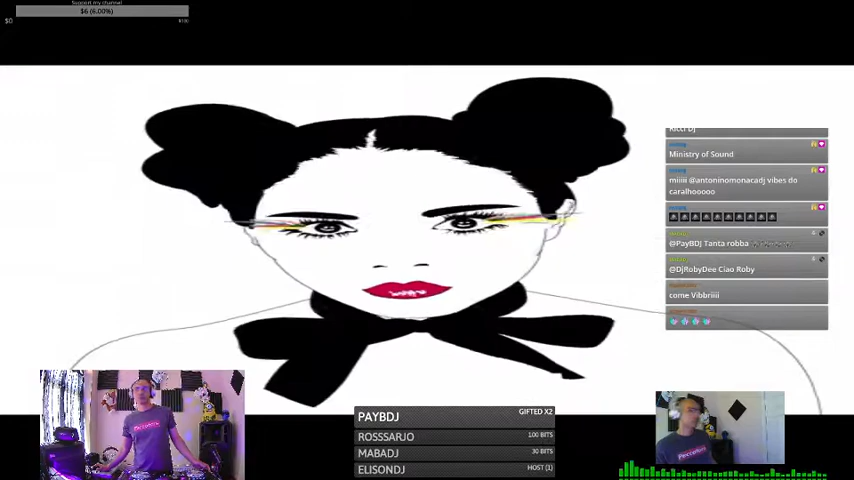 Support my channel
$0
$6 (6.00%)
$100
Ricci DJ
Ministry of Sound
miiiii @antoninomonacadj vibes do
caralhooooo
@PayBDJ Tanta robba
@DjRobyDee Ciao Roby
come Vibbriiii
PAYBDJ GIFTED X2
ROSSSARJO 100 BITS
MABADJ 30 BITS
ELISONDJ HOST (1)